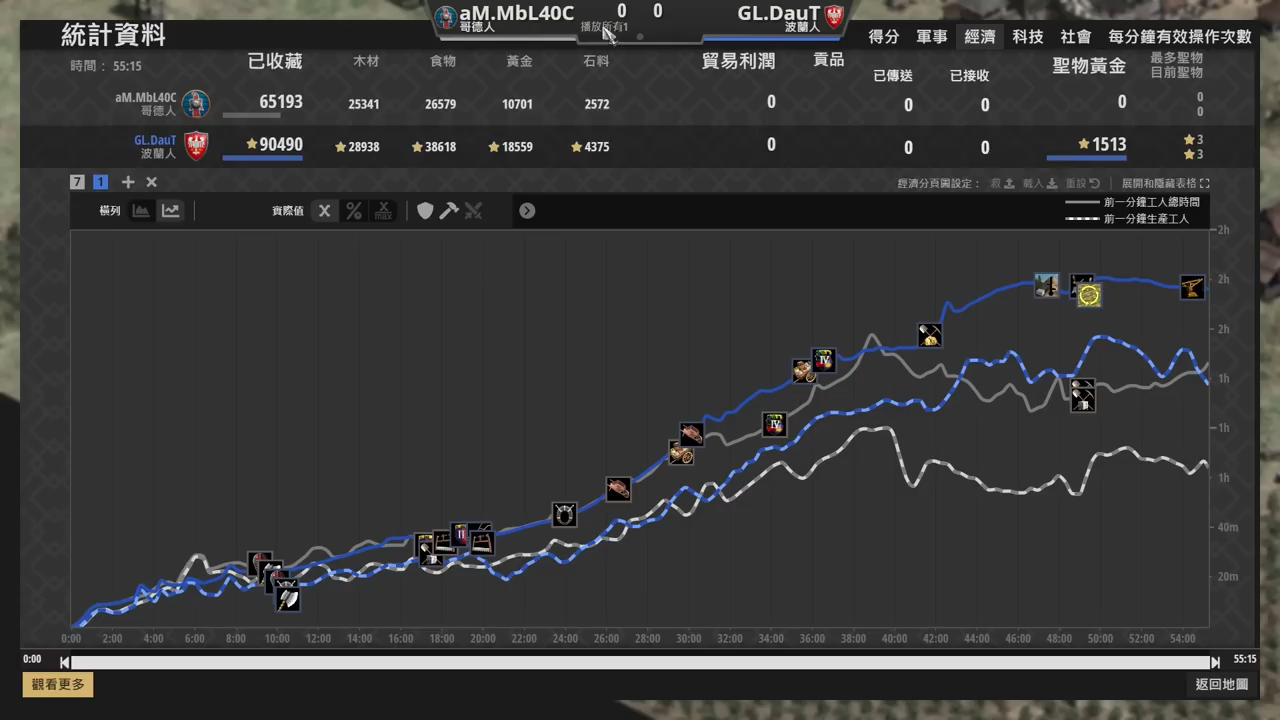 aM.MbL40C 0 0 GL.DauT
哥德人 播放所有1 波蘭人
統計資料 得分 軍事 經濟 科技 社會 每分鐘有效操作次數
時間： 55:15 已收藏 木材 食物 黃金 石料 貿易利潤 貢品 已傳送 已接收 聖物黃金 最多聖物
目前聖物
aM.MbL40C 65193 25341 26579 10701 2572 0 0 0 0 0
哥德人 0
GL.DauT 90490 28938 38618 18559 4375 0 0 0 1513 3
波蘭人 3
7 1 經濟分頁圖設定： 載入 重設 展開和隱藏表格
橫列 實際值 X % X max 前一分鐘工人總時間
前一分鐘生產工人
2h
2h
2h
1h
1h
1h
40m
20m
0:00 2:00 4:00 6:00 8:00 10:00 12:00 14:00 16:00 18:00 20:00 22:00 24:00 26:00 28:00 30:00 32:00 34:00 36:00 38:00 40:00 42:00 44:00 46:00 48:00 50:00 52:00 54:00
0:00 55:15
觀看更多 返回地圖